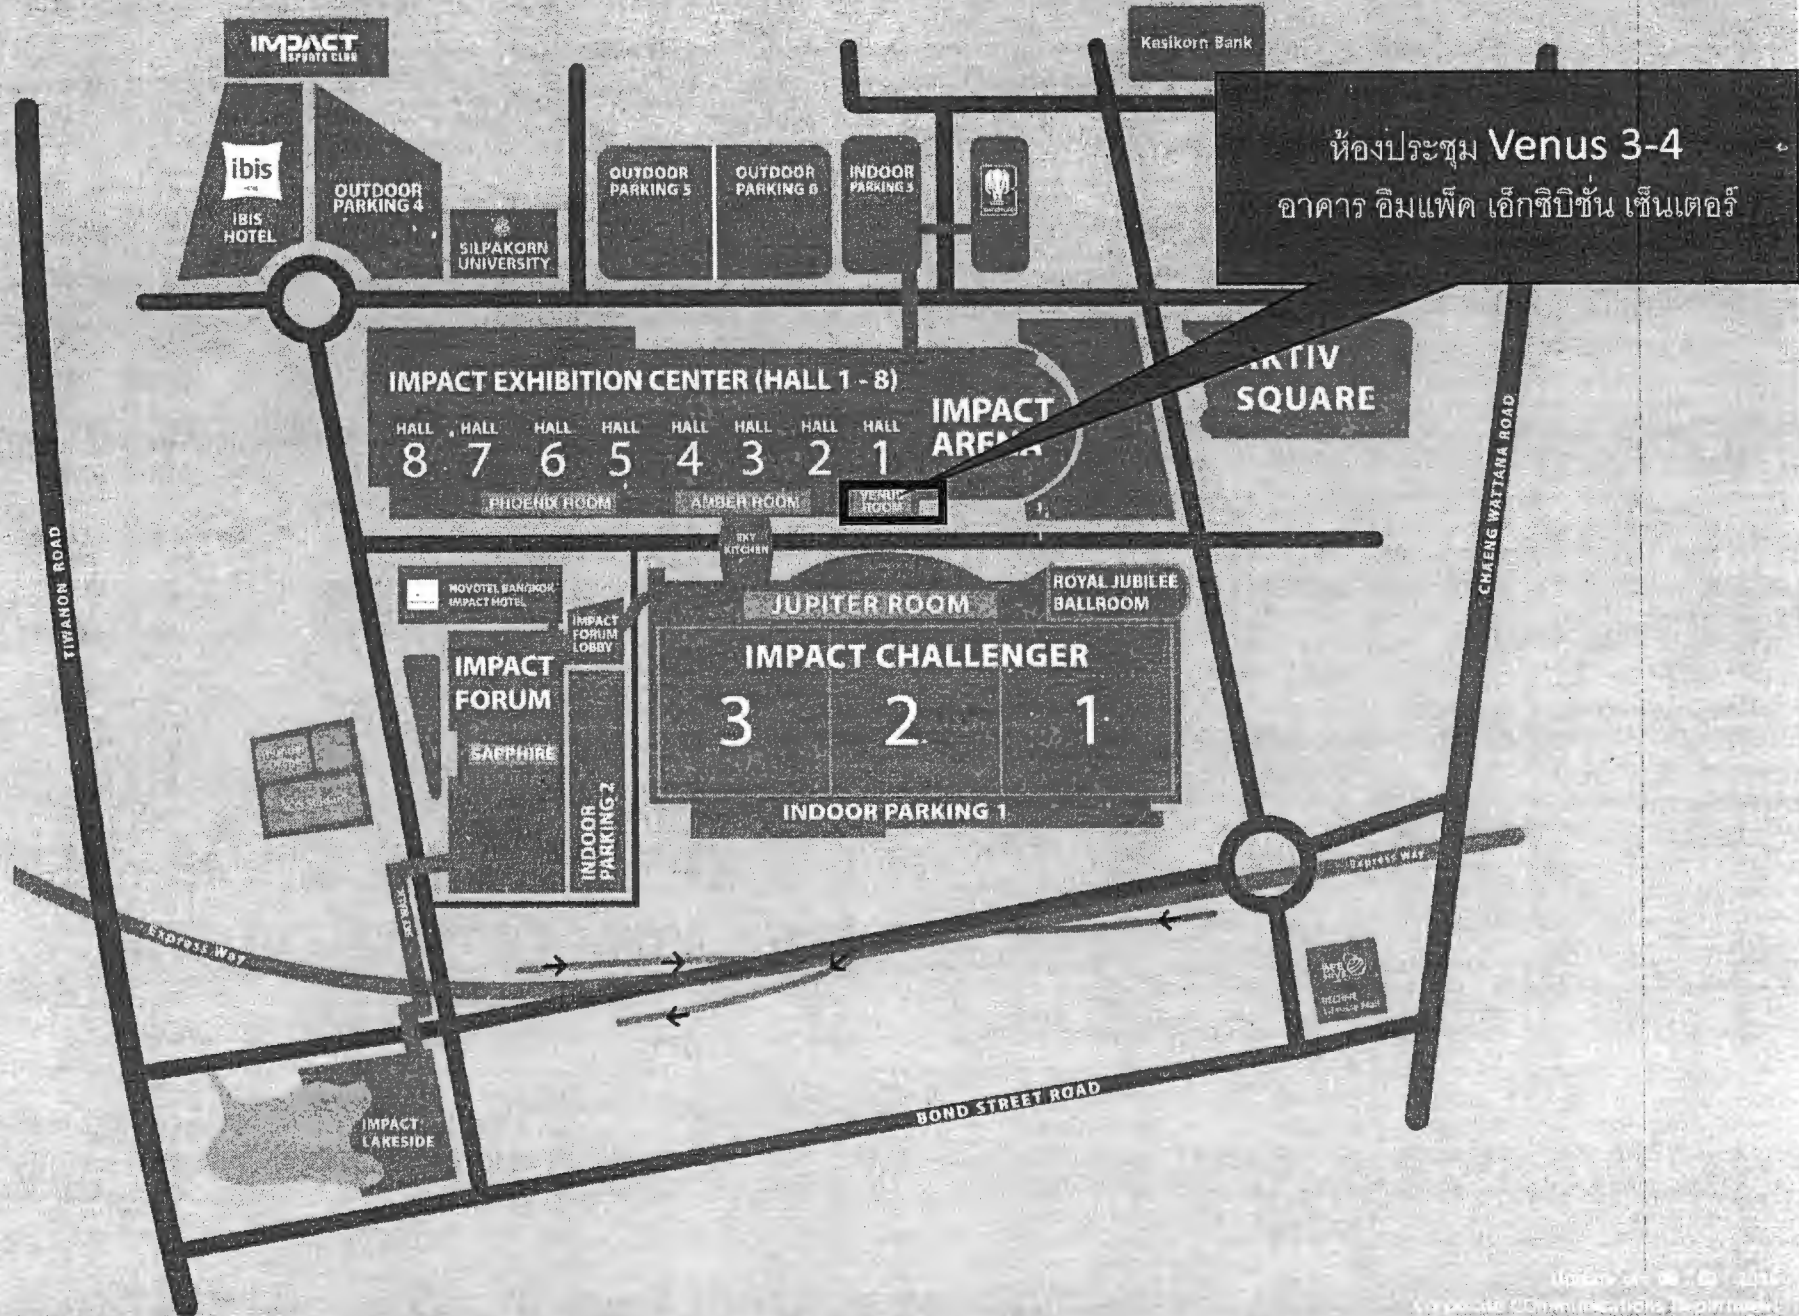 IMPACT
SPORTS CLUB
Kasikorn Bank
ห้องประชุม Venus 3-4
อาคาร อิมแพ็ค เอ็กซิบิชั่น เซ็นเตอร์
ibis
IBIS
HOTEL
OUTDOOR
PARKING 4
SILPAKORN
UNIVERSITY
OUTDOOR
PARKING 5
OUTDOOR
PARKING 6
INDOOR
PARKING 3
IMPACT EXHIBITION CENTER (HALL 1 - 8)
HALL
8
HALL
7
HALL
6
HALL
5
HALL
4
HALL
3
HALL
2
HALL
1
IMPACT
ARENA
SQUARE
PHOENIX ROOM
AMBER ROOM
VENUS
ROOM
SKY
KITCHEN
TIWANON ROAD
CHAENG WATTANA ROAD
NOVOTEL BANGKOK
IMPACT HOTEL
IMPACT
FORUM
LOBBY
JUPITER ROOM
ROYAL JUBILEE
BALLROOM
IMPACT
FORUM
SAPPHIRE
IMPACT CHALLENGER
3
2
1
INDOOR
PARKING 2
INDOOR PARKING 1
SKY WALK
Express Way
Express Way
IMPACT
LAKESIDE
BOND STREET ROAD